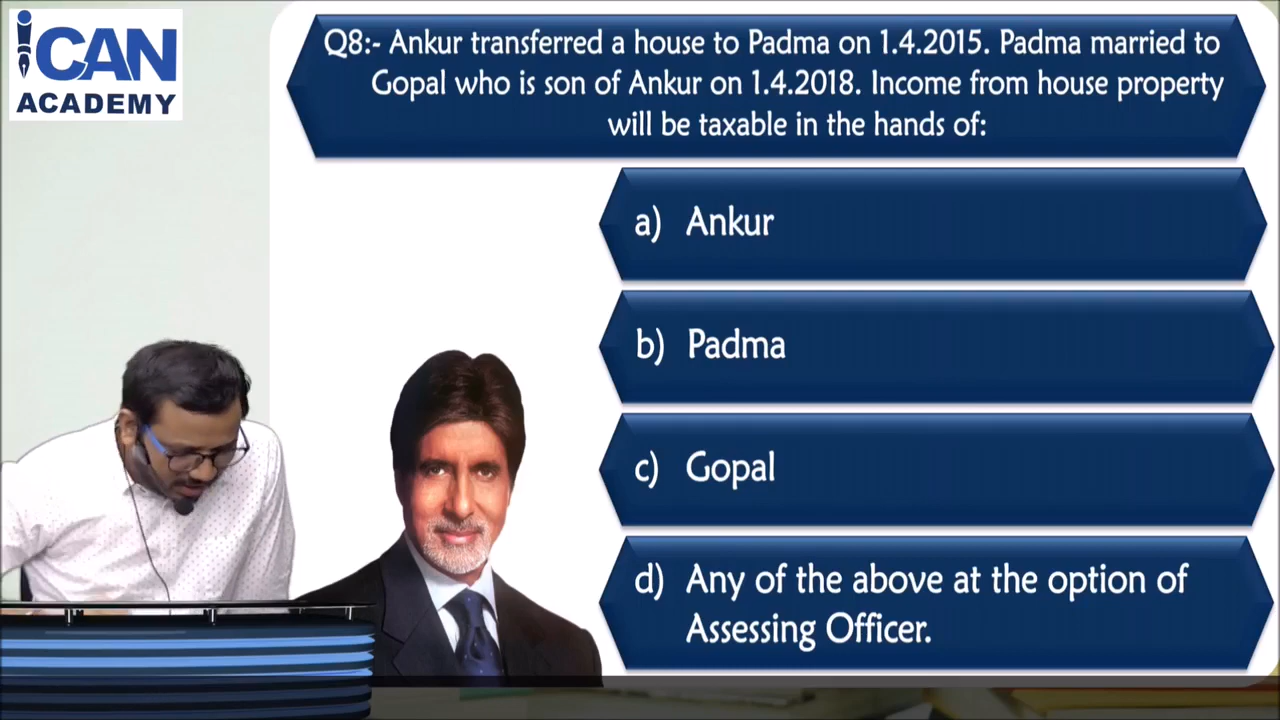 iCAN
ACADEMY
Q8:- Ankur transferred a house to Padma on 1.4.2015. Padma married to
Gopal who is son of Ankur on 1.4.2018. Income from house property
will be taxable in the hands of:
a) Ankur
b) Padma
c) Gopal
d) Any of the above at the option of
Assessing Officer.